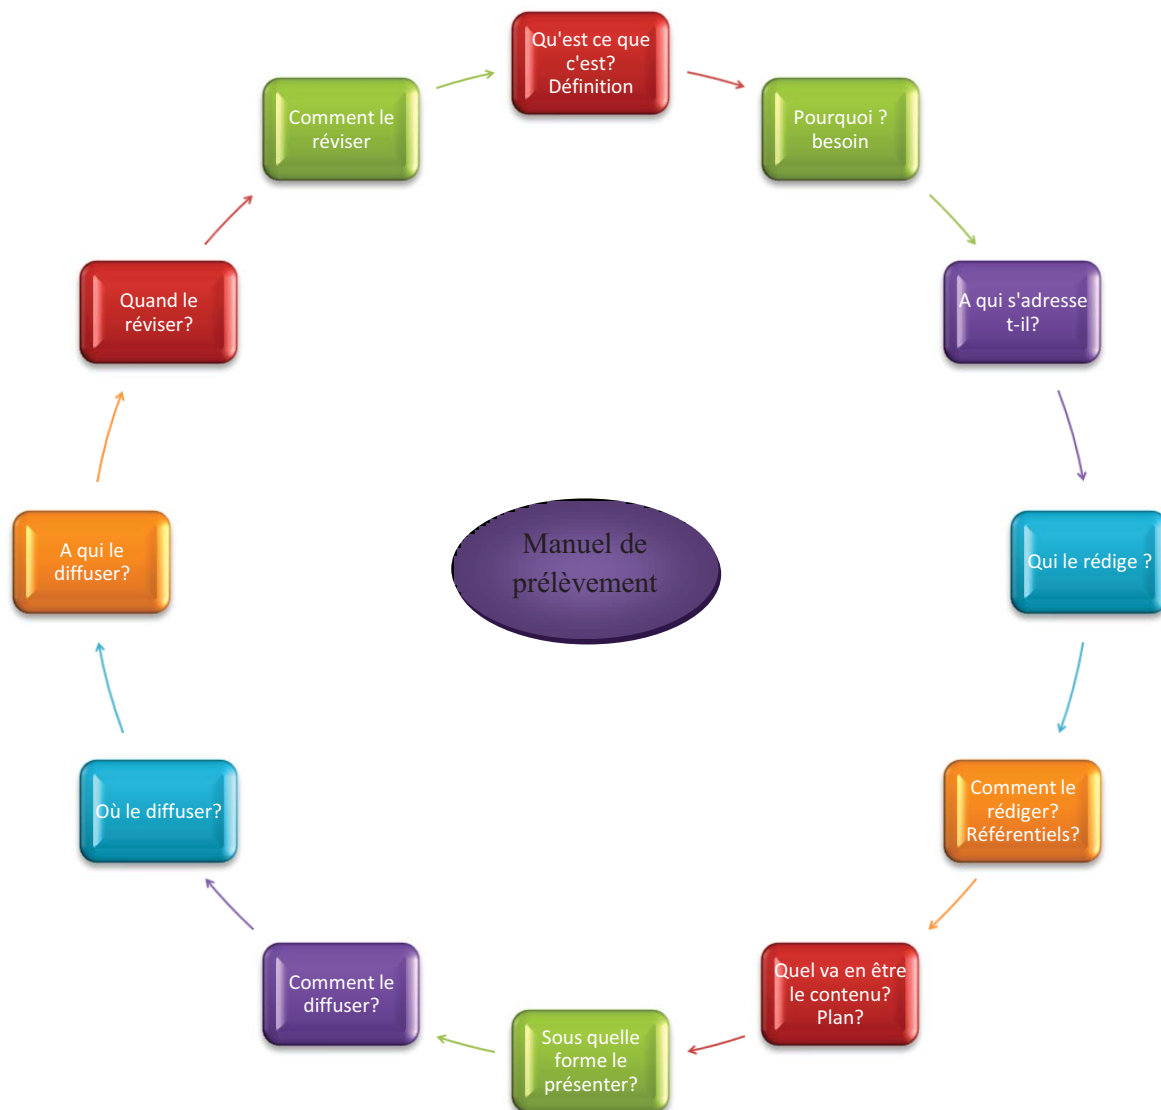 Qu'est ce que
c'est?
Définition
Pourquoi ?
besoin
A qui s'adresse
t-il?
Qui le rédige ?
Comment le
rédiger?
Référentiels?
Quel va en être
le contenu?
Plan?
Sous quelle
forme le
présenter?
Comment le
diffuser?
Où le diffuser?
A qui le
diffuser?
Quand le
réviser?
Comment le
réviser
Manuel de
prélèvement